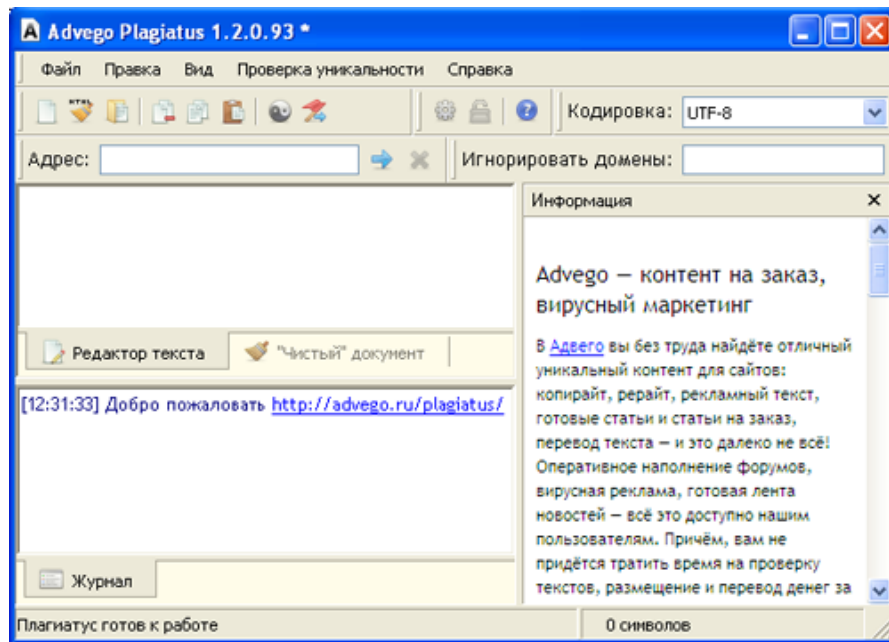 Advego Plagiatus 1.2.0.93 *
Файл Правка Вид Проверка уникальности Справка
HTML
Кодировка: UTF-8
Адрес: Игнорировать домены:
Информация
Advego — контент на заказ,
вирусный маркетинг
В Адвего вы без труда найдёте отличный
уникальный контент для сайтов:
копирайт, рерайт, рекламный текст,
готовые статьи и статьи на заказ,
перевод текста — и это далеко не всё!
Оперативное наполнение форумов,
вирусная реклама, готовая лента
новостей — всё это доступно нашим
пользователям. Причём, вам не
придётся тратить время на проверку
текстов, размещение и перевод денег за
Редактор текста "Чистый" документ
[12:31:33] Добро пожаловать http://advego.ru/plagiatus/
Журнал
Плагиатус готов к работе 0 символов